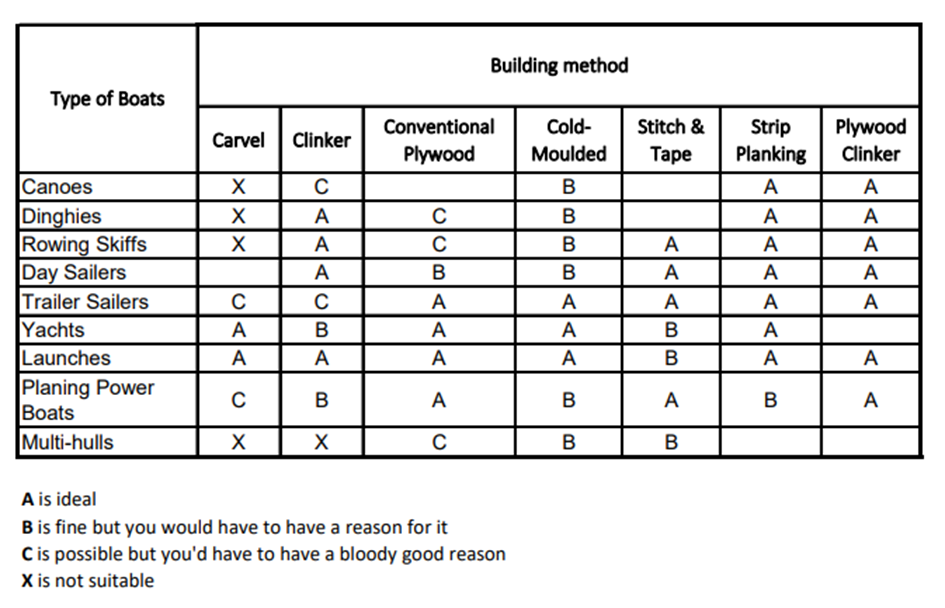 Type of Boats
Building method
Carvel Clinker Conventional Plywood Cold-Moulded Stitch & Tape Strip Planking Plywood Clinker
Canoes X C B A A
Dinghies X A C B A A
Rowing Skiffs X A C B A A A
Day Sailers A B B A A A
Trailer Sailers C C A A A A A
Yachts A B A A B A
Launches A A A A B A A
Planing Power Boats C B A B A B A
Multi-hulls X X C B B
A is ideal
B is fine but you would have to have a reason for it
C is possible but you'd have to have a bloody good reason
X is not suitable